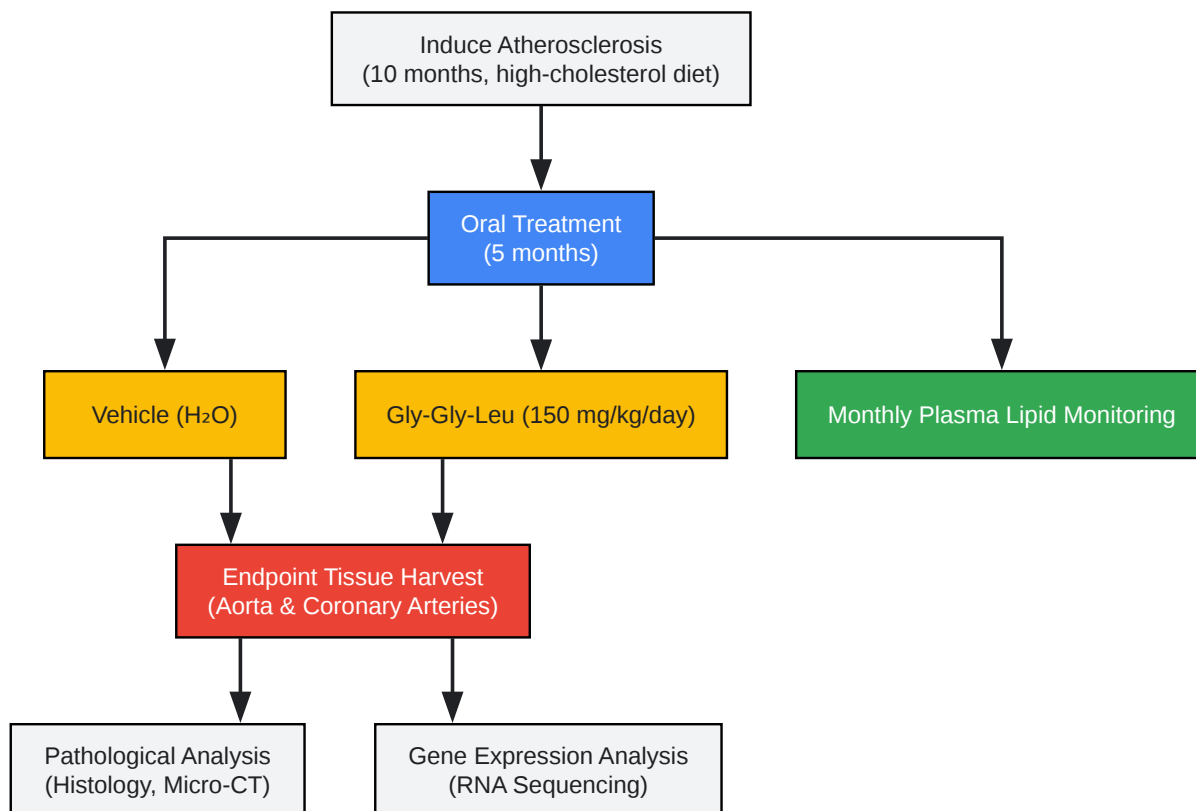 Induce Atherosclerosis
(10 months, high-cholesterol diet)
Oral Treatment
(5 months)
Vehicle (H₂O)
Gly-Gly-Leu (150 mg/kg/day)
Monthly Plasma Lipid Monitoring
Endpoint Tissue Harvest
(Aorta & Coronary Arteries)
Pathological Analysis
(Histology, Micro-CT)
Gene Expression Analysis
(RNA Sequencing)